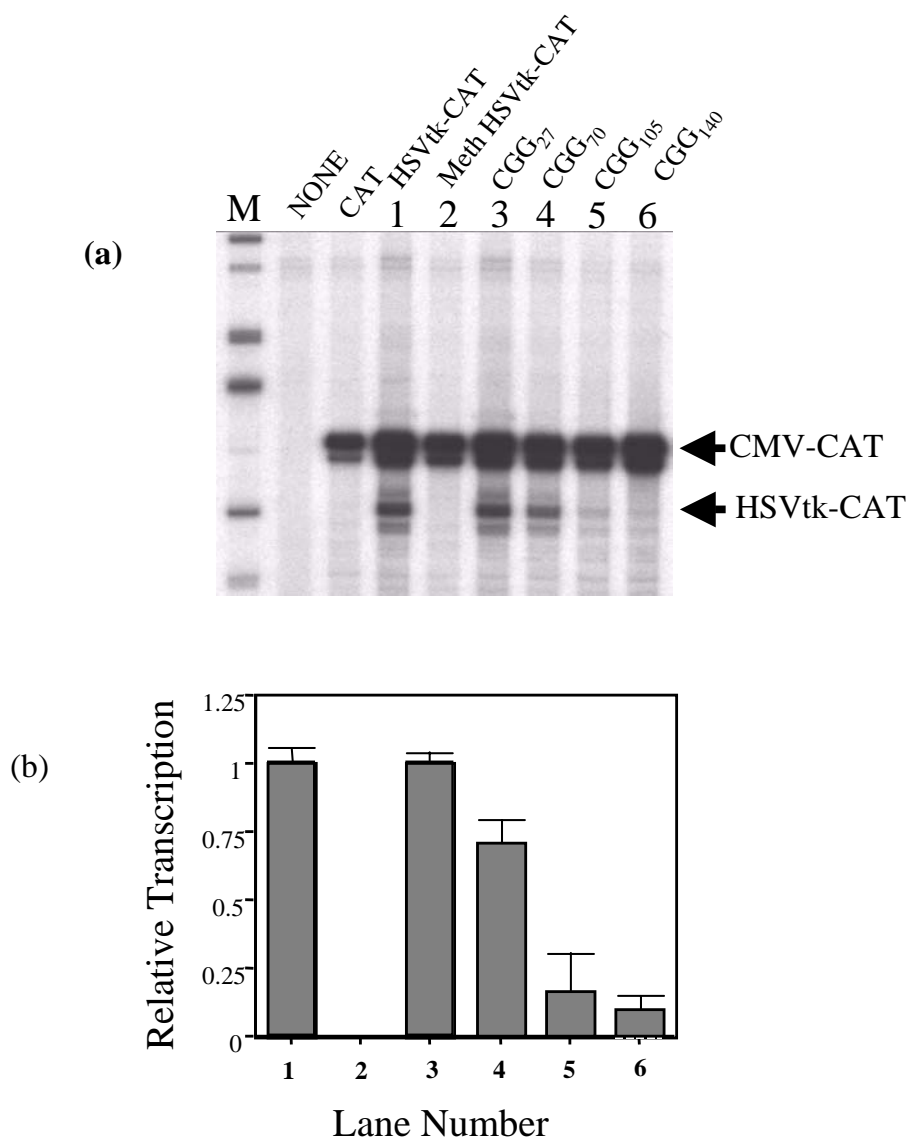 M
NONE
CAT
HSVtk-CAT
Meth HSVtk-CAT
CGG27
CGG70
CGG105
CGG140
1 2 3 4 5 6
(a)
CMV-CAT
HSVtk-CAT
(b)
Relative Transcription
1.25
1
0.75
0.5
0.25
0
1 2 3 4 5 6
Lane Number